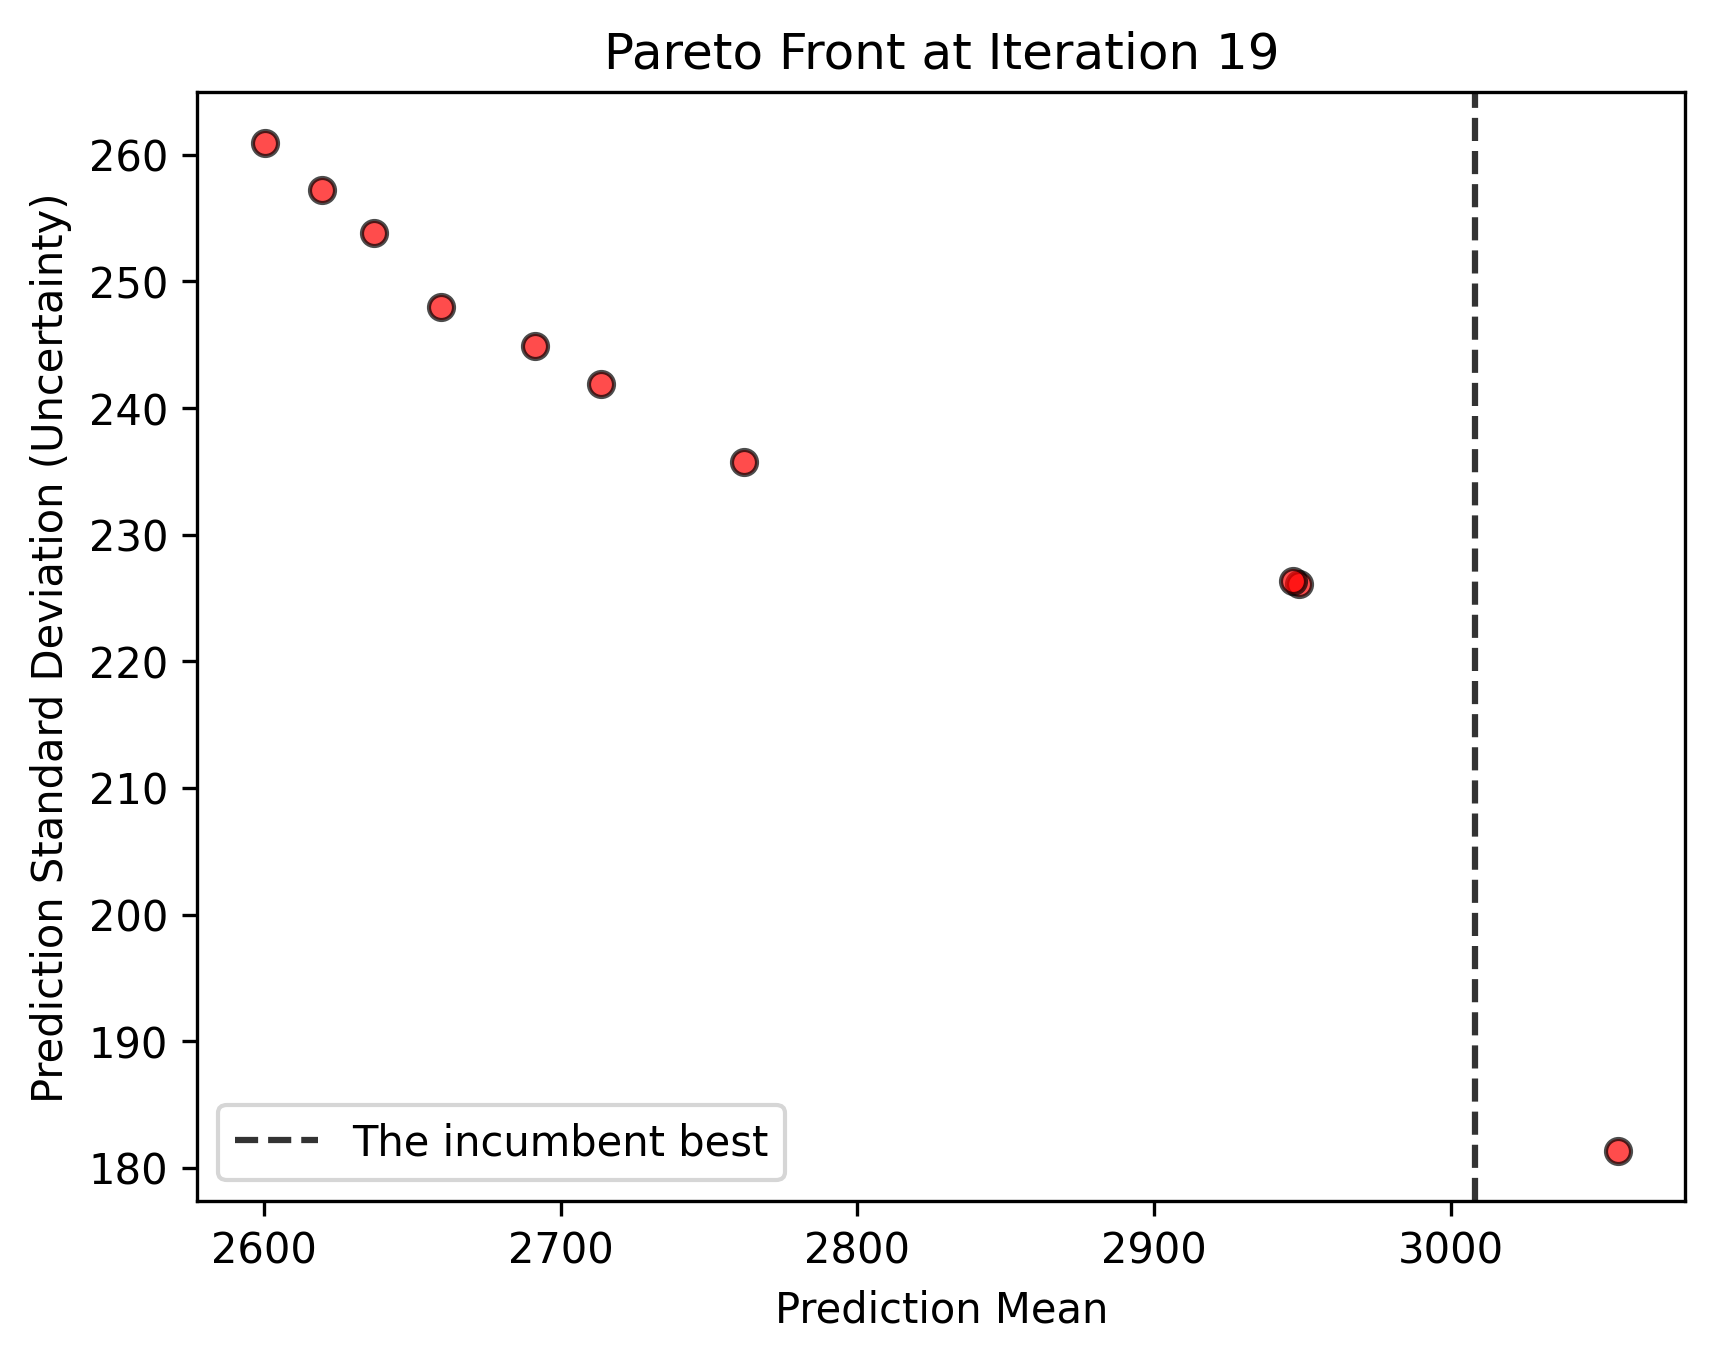 Pareto Front at Iteration 19
Prediction Standard Deviation (Uncertainty)
260
250
240
230
220
210
200
190
180
The incumbent best
2600 2700 2800 2900 3000
Prediction Mean